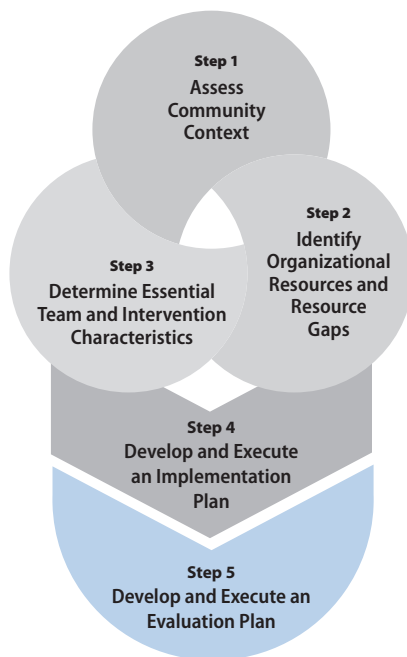 Step 1
Assess
Community
Context
Step 2
Identify
Organizational
Resources and
Resource
Gaps
Step 3
Determine Essential
Team and Intervention
Characteristics
Step 4
Develop and Execute
an Implementation
Plan
Step 5
Develop and Execute an
Evaluation Plan